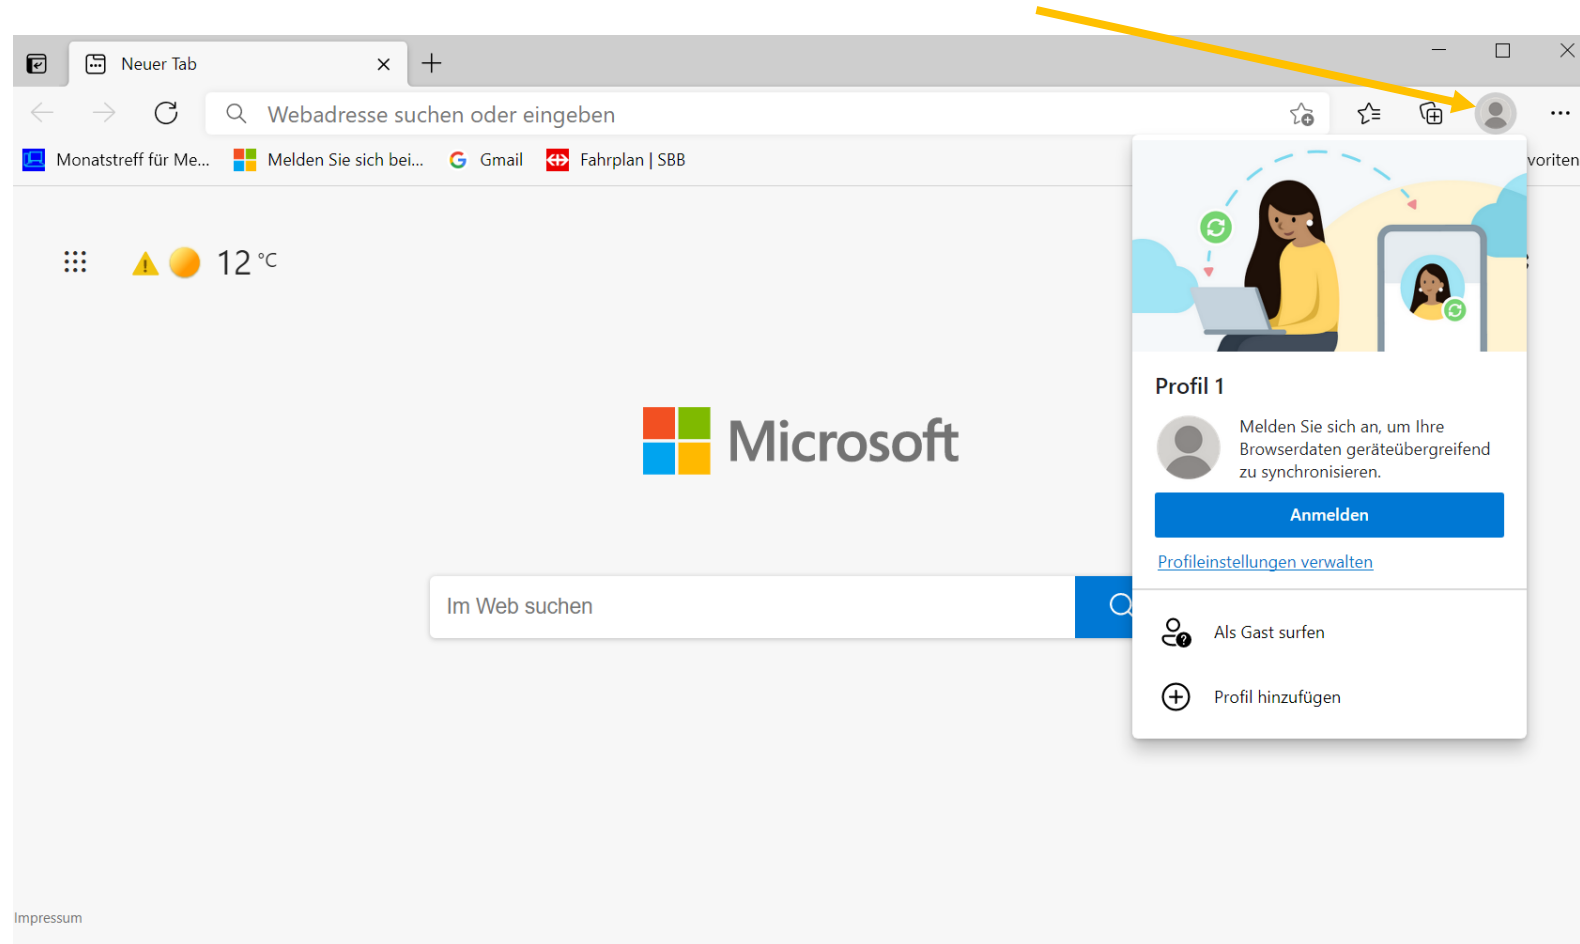 Neuer Tab
Webadresse suchen oder eingeben
Monatstreff für Me... Melden Sie sich bei... Gmail Fahrplan | SBB voriten
12 °C
Microsoft
Im Web suchen
Profil 1
Melden Sie sich an, um Ihre
Browserdaten geräteübergreifend
zu synchronisieren.
Anmelden
Profileinstellungen verwalten
Als Gast surfen
Profil hinzufügen
Impressum